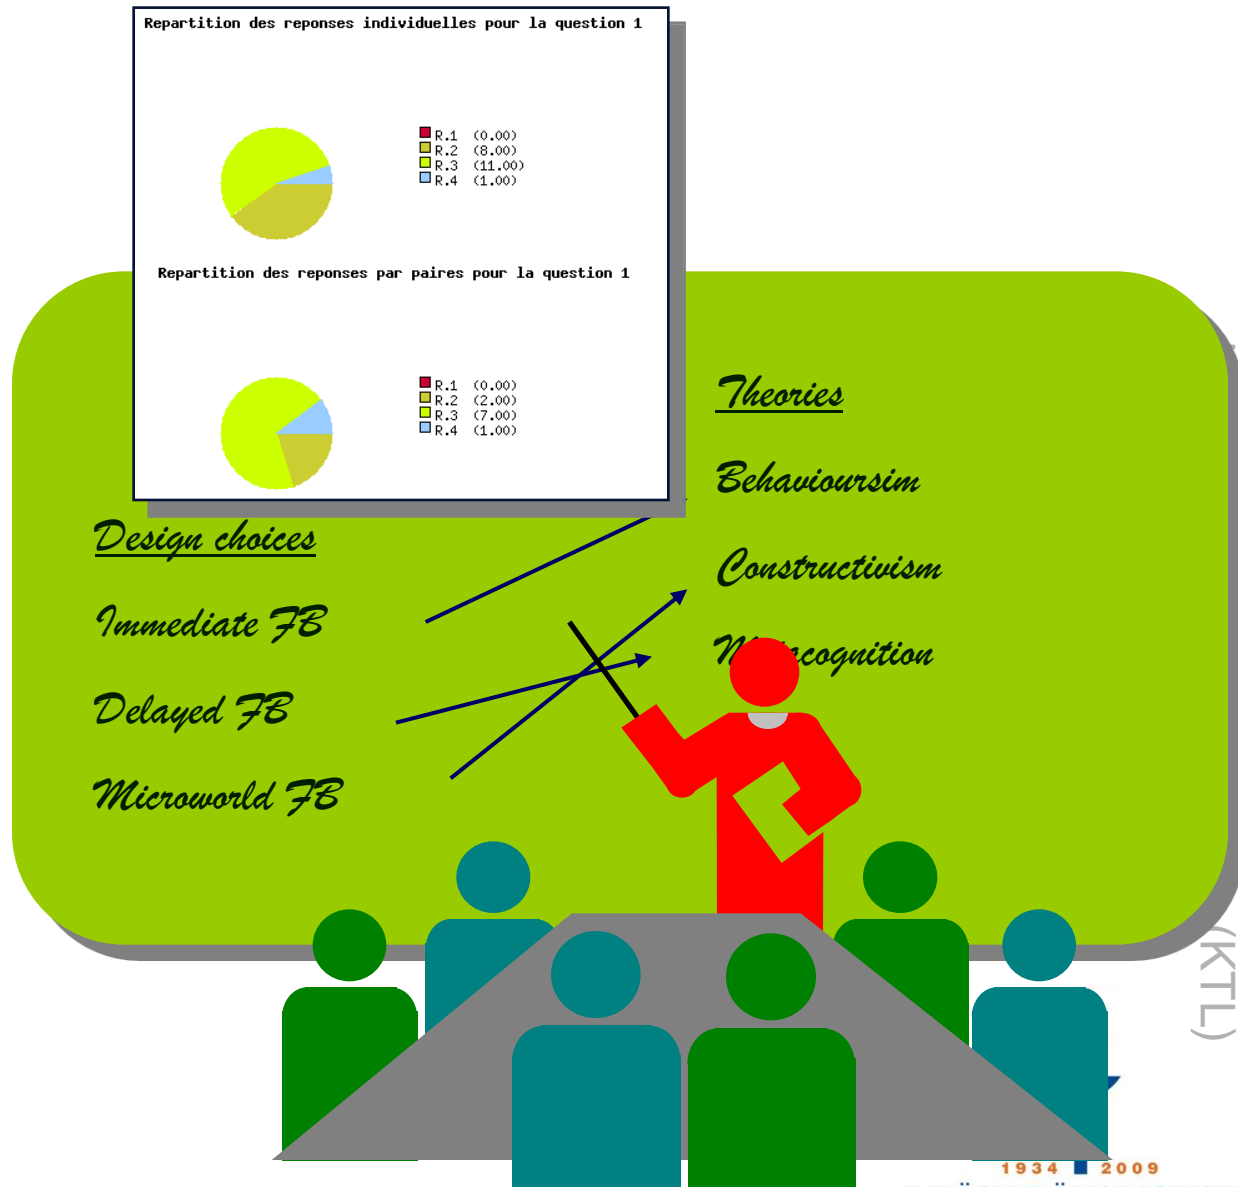 Repartition des reponses individuelles pour la question 1
R.1 (0.00)
R.2 (8.00)
R.3 (11.00)
R.4 (1.00)
Repartition des reponses par paires pour la question 1
R.1 (0.00)
R.2 (2.00)
R.3 (7.00)
R.4 (1.00)
Theories
Behavioursim
Constructivism
Design choices
Immediate FB
Delayed FB
Microworld FB
(KTL)
1934 2009